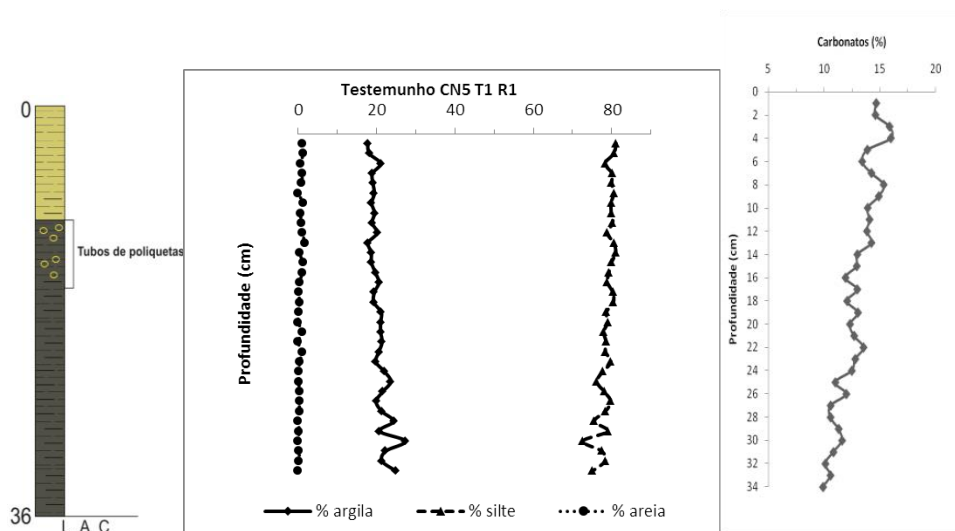 0
Tubos de poliquetas
36
L A C
Testemunho CN5 T1 R1
0 20 40 60 80
Profundidade (cm)
% argila % silte % areia
Carbonatos (%)
5 10 15 20
Profundidade (cm)
0
2
4
6
8
10
12
14
16
18
20
22
24
26
28
30
32
34